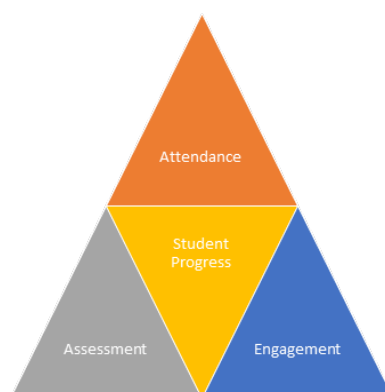 Attendance
Student
Progress
Assessment
Engagement